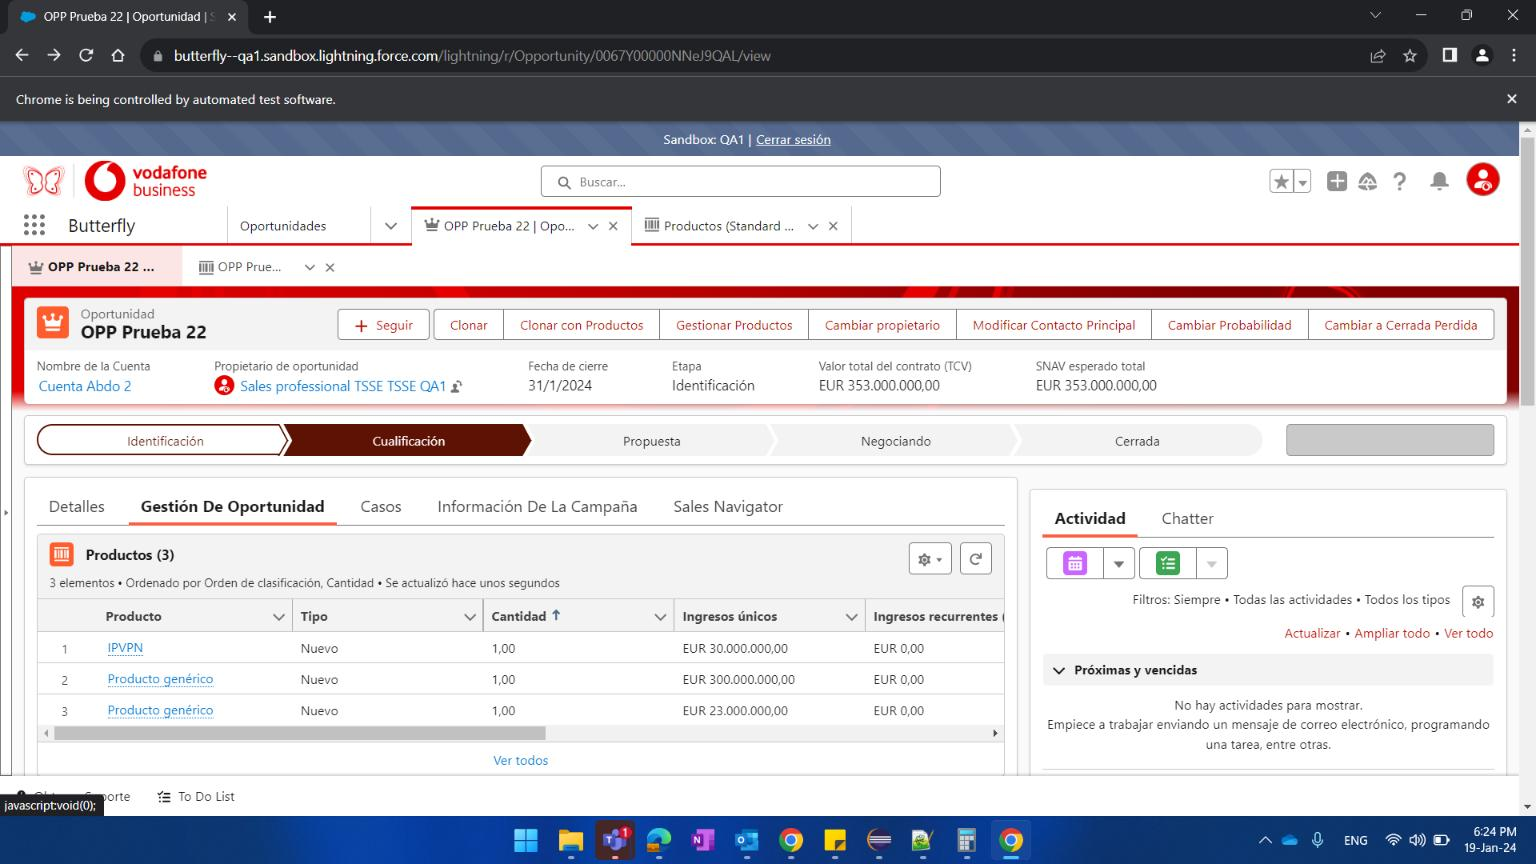 OPP Prueba 22 | Oportunidad |
butterfly--qa1.sandbox.lightning.force.com/lightning/r/Opportunity/0067Y00000NNeJ9QAL/view
Chrome is being controlled by automated test software.
Sandbox: QA1 | Cerrar sesión
vodafone
business
Buscar...
Butterfly
Oportunidades
OPP Prueba 22 | Opo...
Productos (Standard ...
OPP Prueba 22 ...
OPP Prue...
Oportunidad
OPP Prueba 22
Seguir
Clonar
Clonar con Productos
Gestionar Productos
Cambiar propietario
Modificar Contacto Principal
Cambiar Probabilidad
Cambiar a Cerrada Perdida
Nombre de la Cuenta
Cuenta Abdo 2
Propietario de oportunidad
Sales professional TSSE TSSE QA1
Fecha de cierre
31/1/2024
Etapa
Identificación
Valor total del contrato (TCV)
EUR 353.000.000,00
SNAV esperado total
EUR 353.000.000,00
Identificación
Cualificación
Propuesta
Negociando
Cerrada
Detalles
Gestión De Oportunidad
Casos
Información De La Campaña
Sales Navigator
Productos (3)
3 elementos • Ordenado por Orden de clasificación, Cantidad • Se actualizó hace unos segundos
Producto Tipo Cantidad Ingresos únicos Ingresos recurrentes
1 IPVPN Nuevo 1,00 EUR 30.000.000,00 EUR 0,00
2 Producto genérico Nuevo 1,00 EUR 300.000.000,00 EUR 0,00
3 Producto genérico Nuevo 1,00 EUR 23.000.000,00 EUR 0,00
Ver todos
Actividad
Chatter
Filtros: Siempre • Todas las actividades • Todos los tipos
Actualizar • Ampliar todo • Ver todo
Próximas y vencidas
No hay actividades para mostrar.
Empiece a trabajar enviando un mensaje de correo electrónico, programando
una tarea, entre otras.
To Do List
javascript:void(0);
1
ENG
6:24 PM
19-Jan-24